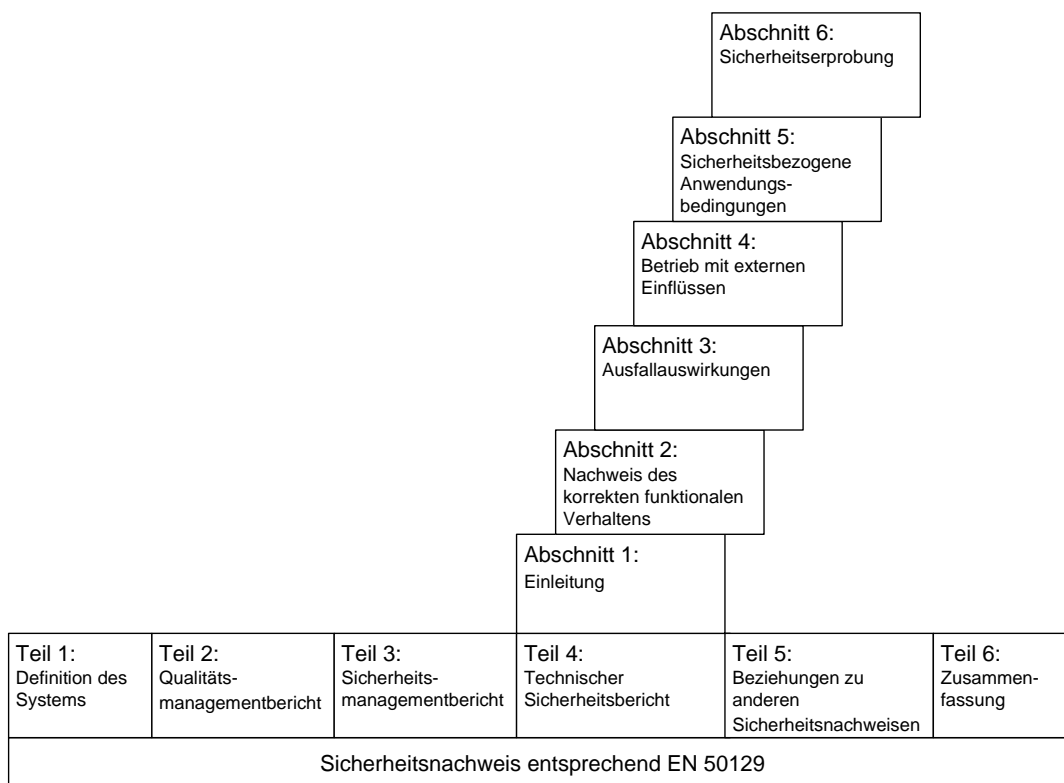 Abschnitt 6:
Sicherheitserprobung
Abschnitt 5:
Sicherheitsbezogene
Anwendungs-
bedingungen
Abschnitt 4:
Betrieb mit externen
Einflüssen
Abschnitt 3:
Ausfallauswirkungen
Abschnitt 2:
Nachweis des
korrekten funktionalen
Verhaltens
Abschnitt 1:
Einleitung
Teil 1:
Definition des
Systems
Teil 2:
Qualitäts-
managementbericht
Teil 3:
Sicherheits-
managementbericht
Teil 4:
Technischer
Sicherheitsbericht
Teil 5:
Beziehungen zu
anderen
Sicherheitsnachweisen
Teil 6:
Zusammen-
fassung
Sicherheitsnachweis entsprechend EN 50129